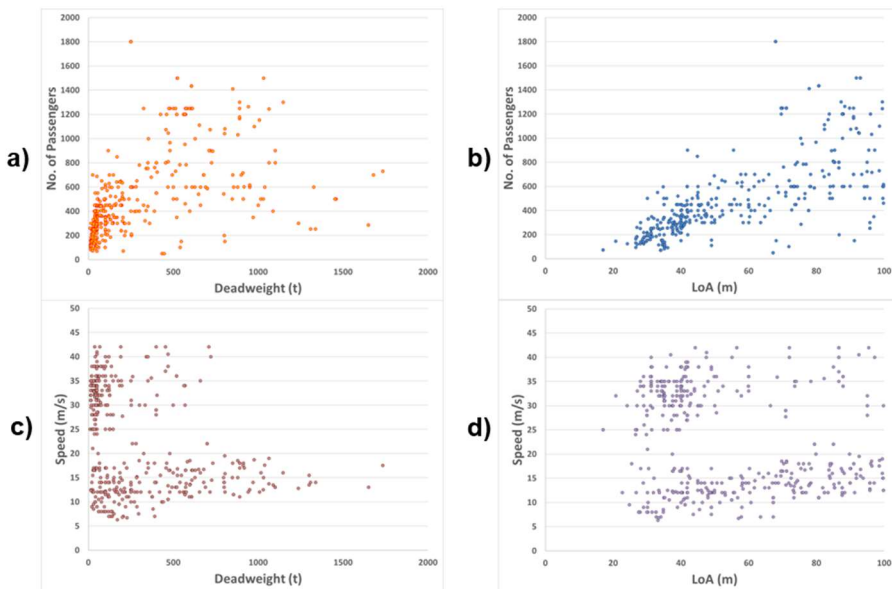 a)
No. of Passengers
2000
1800
1600
1400
1200
1000
800
600
400
200
0
0 500 1000 1500 2000
Deadweight (t)
b)
No. of Passengers
2000
1800
1600
1400
1200
1000
800
600
400
200
0
0 20 40 60 80 100
LoA (m)
c)
Speed (m/s)
50
45
40
35
30
25
20
15
10
5
0
0 500 1000 1500 2000
Deadweight (t)
d)
Speed (m/s)
50
45
40
35
30
25
20
15
10
5
0
0 20 40 60 80 100
LoA (m)